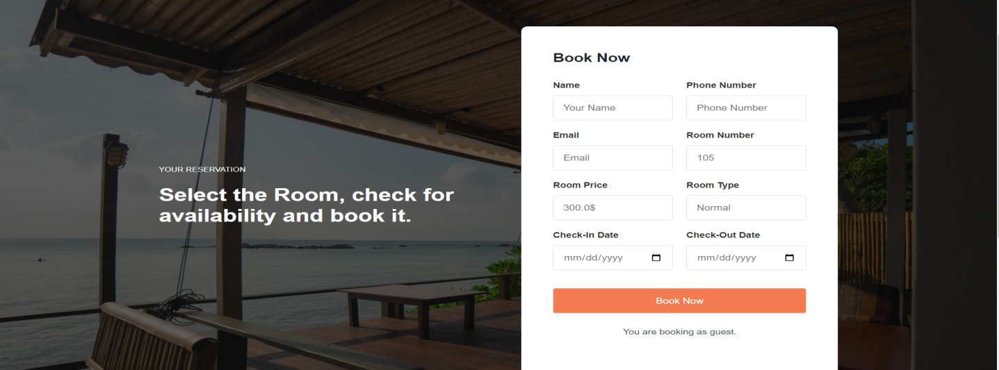 YOUR RESERVATION
Select the Room, check for
availability and book it.
Book Now
Name
Phone Number
Your Name
Phone Number
Email
Room Number
Email
105
Room Price
Room Type
300.0$
Normal
Check-In Date
Check-Out Date
mm/dd/yyyy
mm/dd/yyyy
Book Now
You are booking as guest.